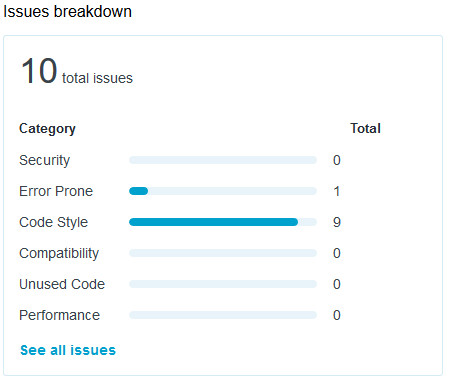 Issues breakdown
10 total issues
Category Total
Security 0
Error Prone 1
Code Style 9
Compatibility 0
Unused Code 0
Performance 0
See all issues